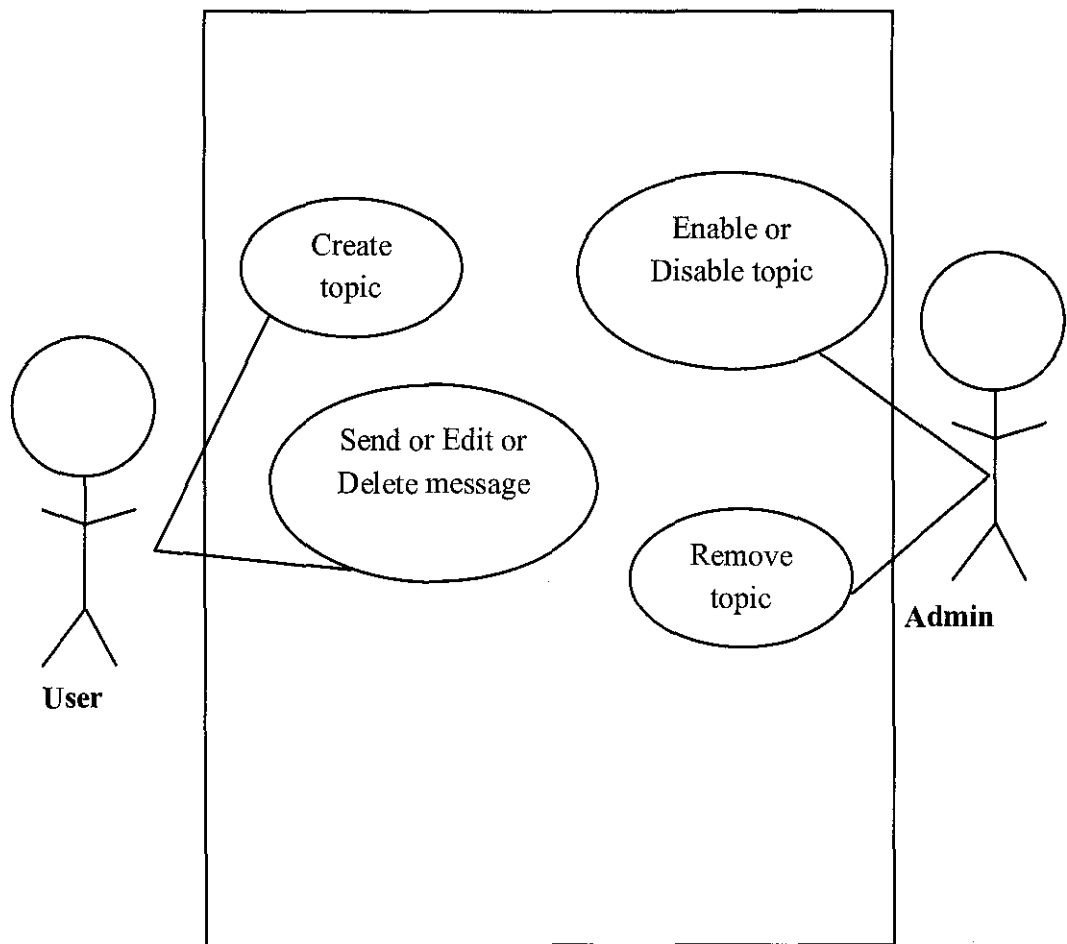 Create
topic
Enable or
Disable topic
Send or Edit or
Delete message
Remove
topic
Admin
User